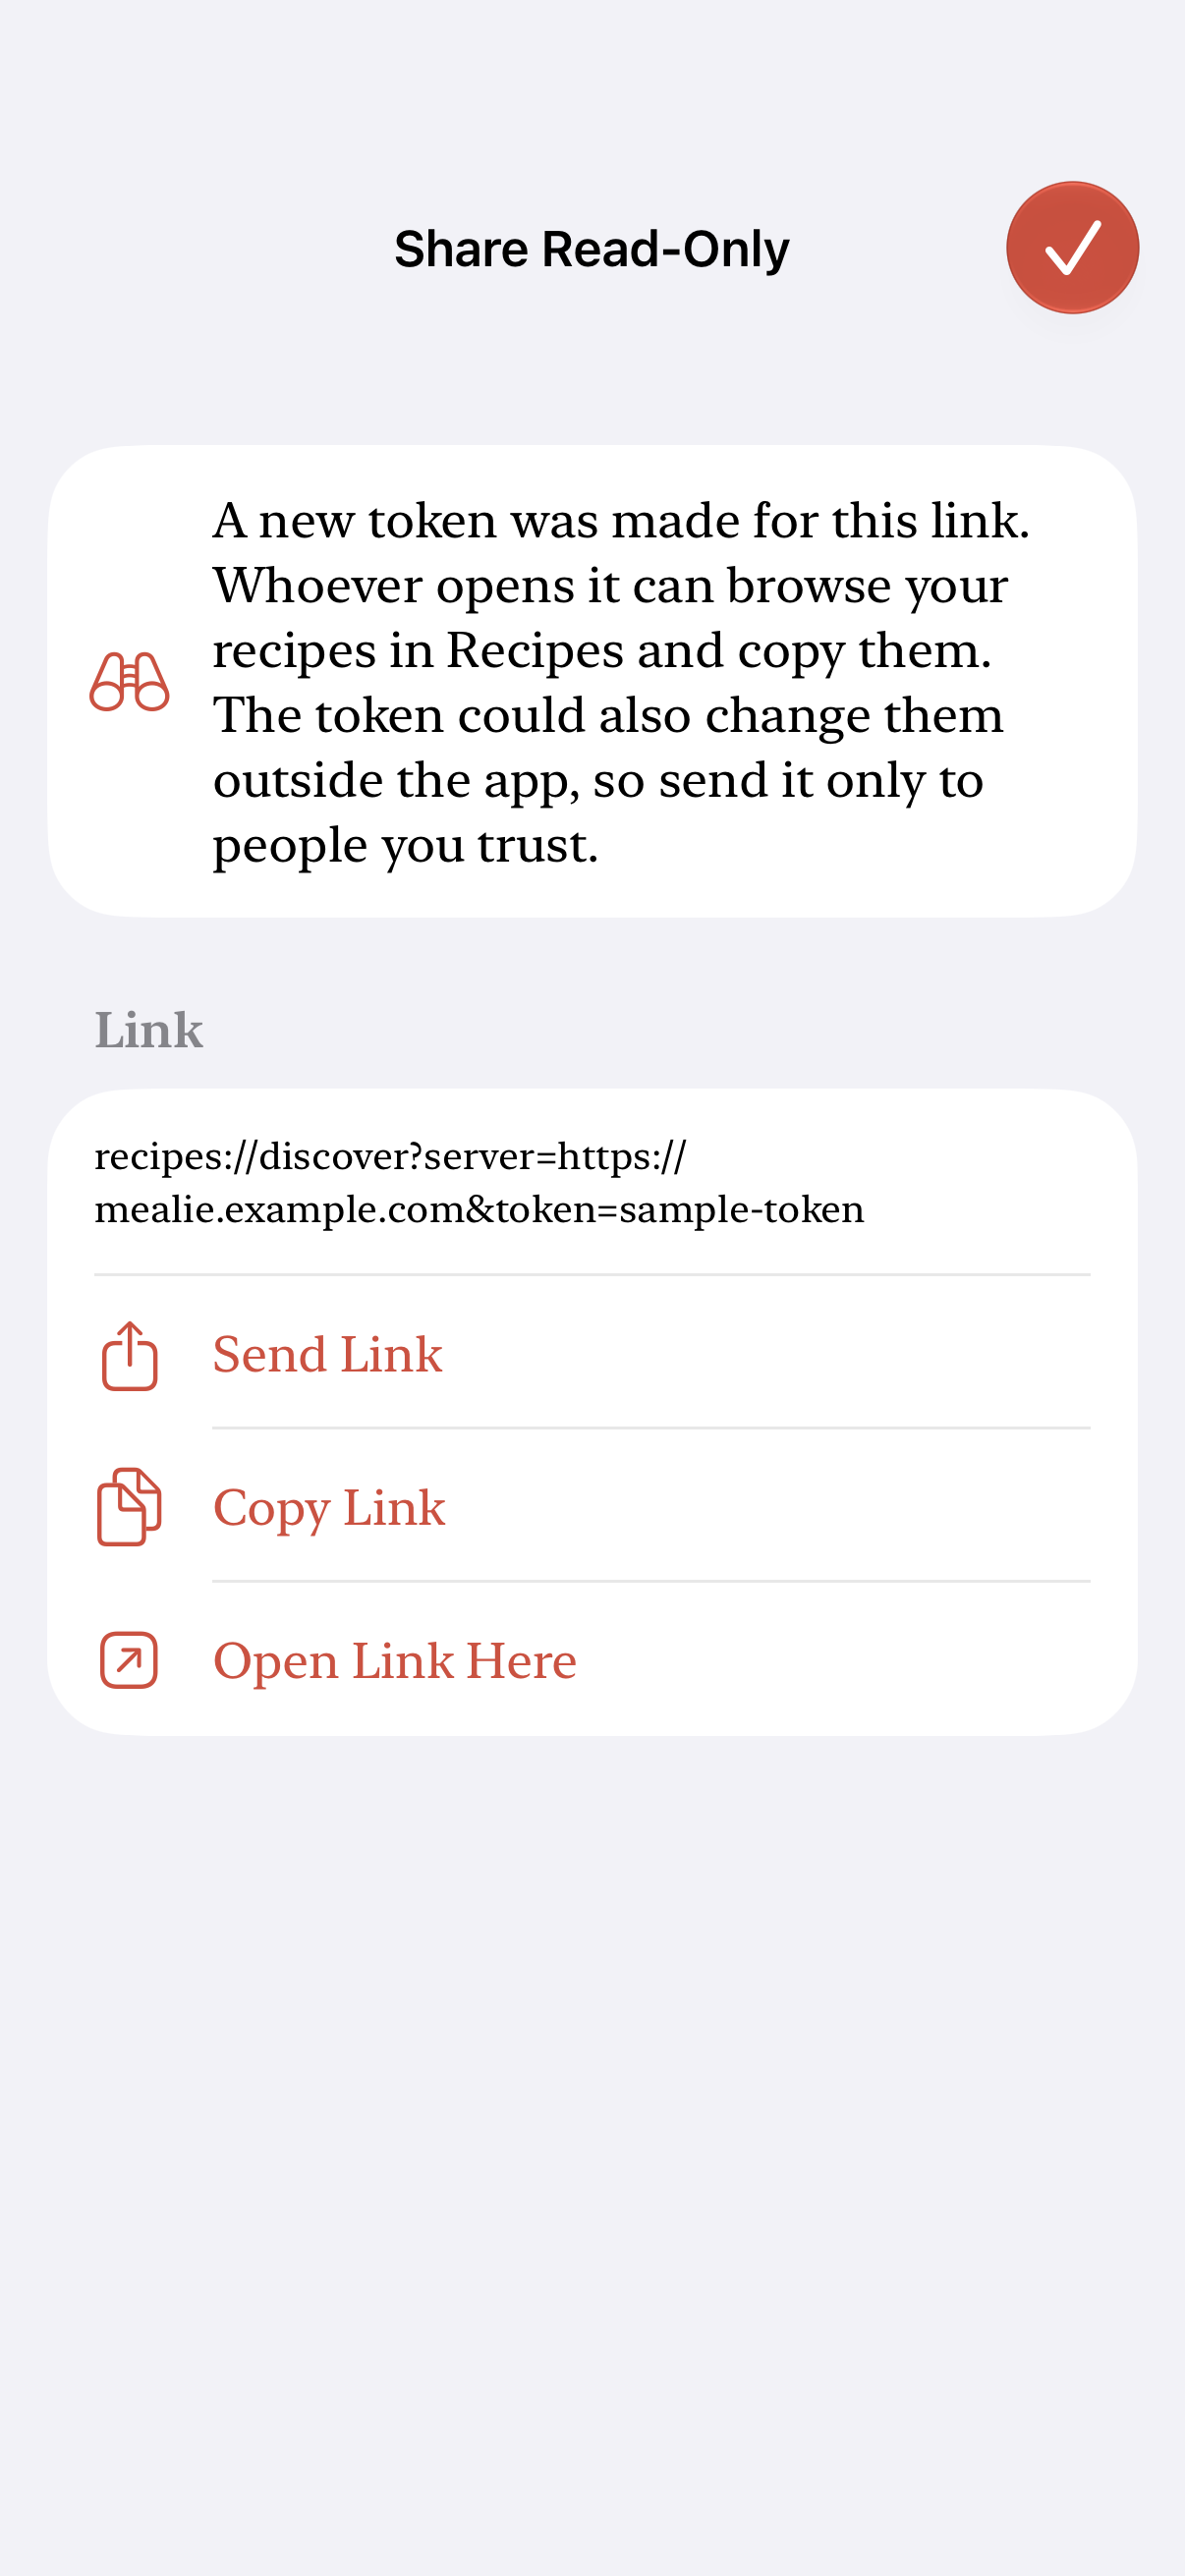 Share Read-Only
A new token was made for this link.
Whoever opens it can browse your
recipes in Recipes and copy them.
The token could also change them
outside the app, so send it only to
people you trust.
Link
recipes://discover?server=https://
mealie.example.com&token=sample-token
Send Link
Copy Link
Open Link Here